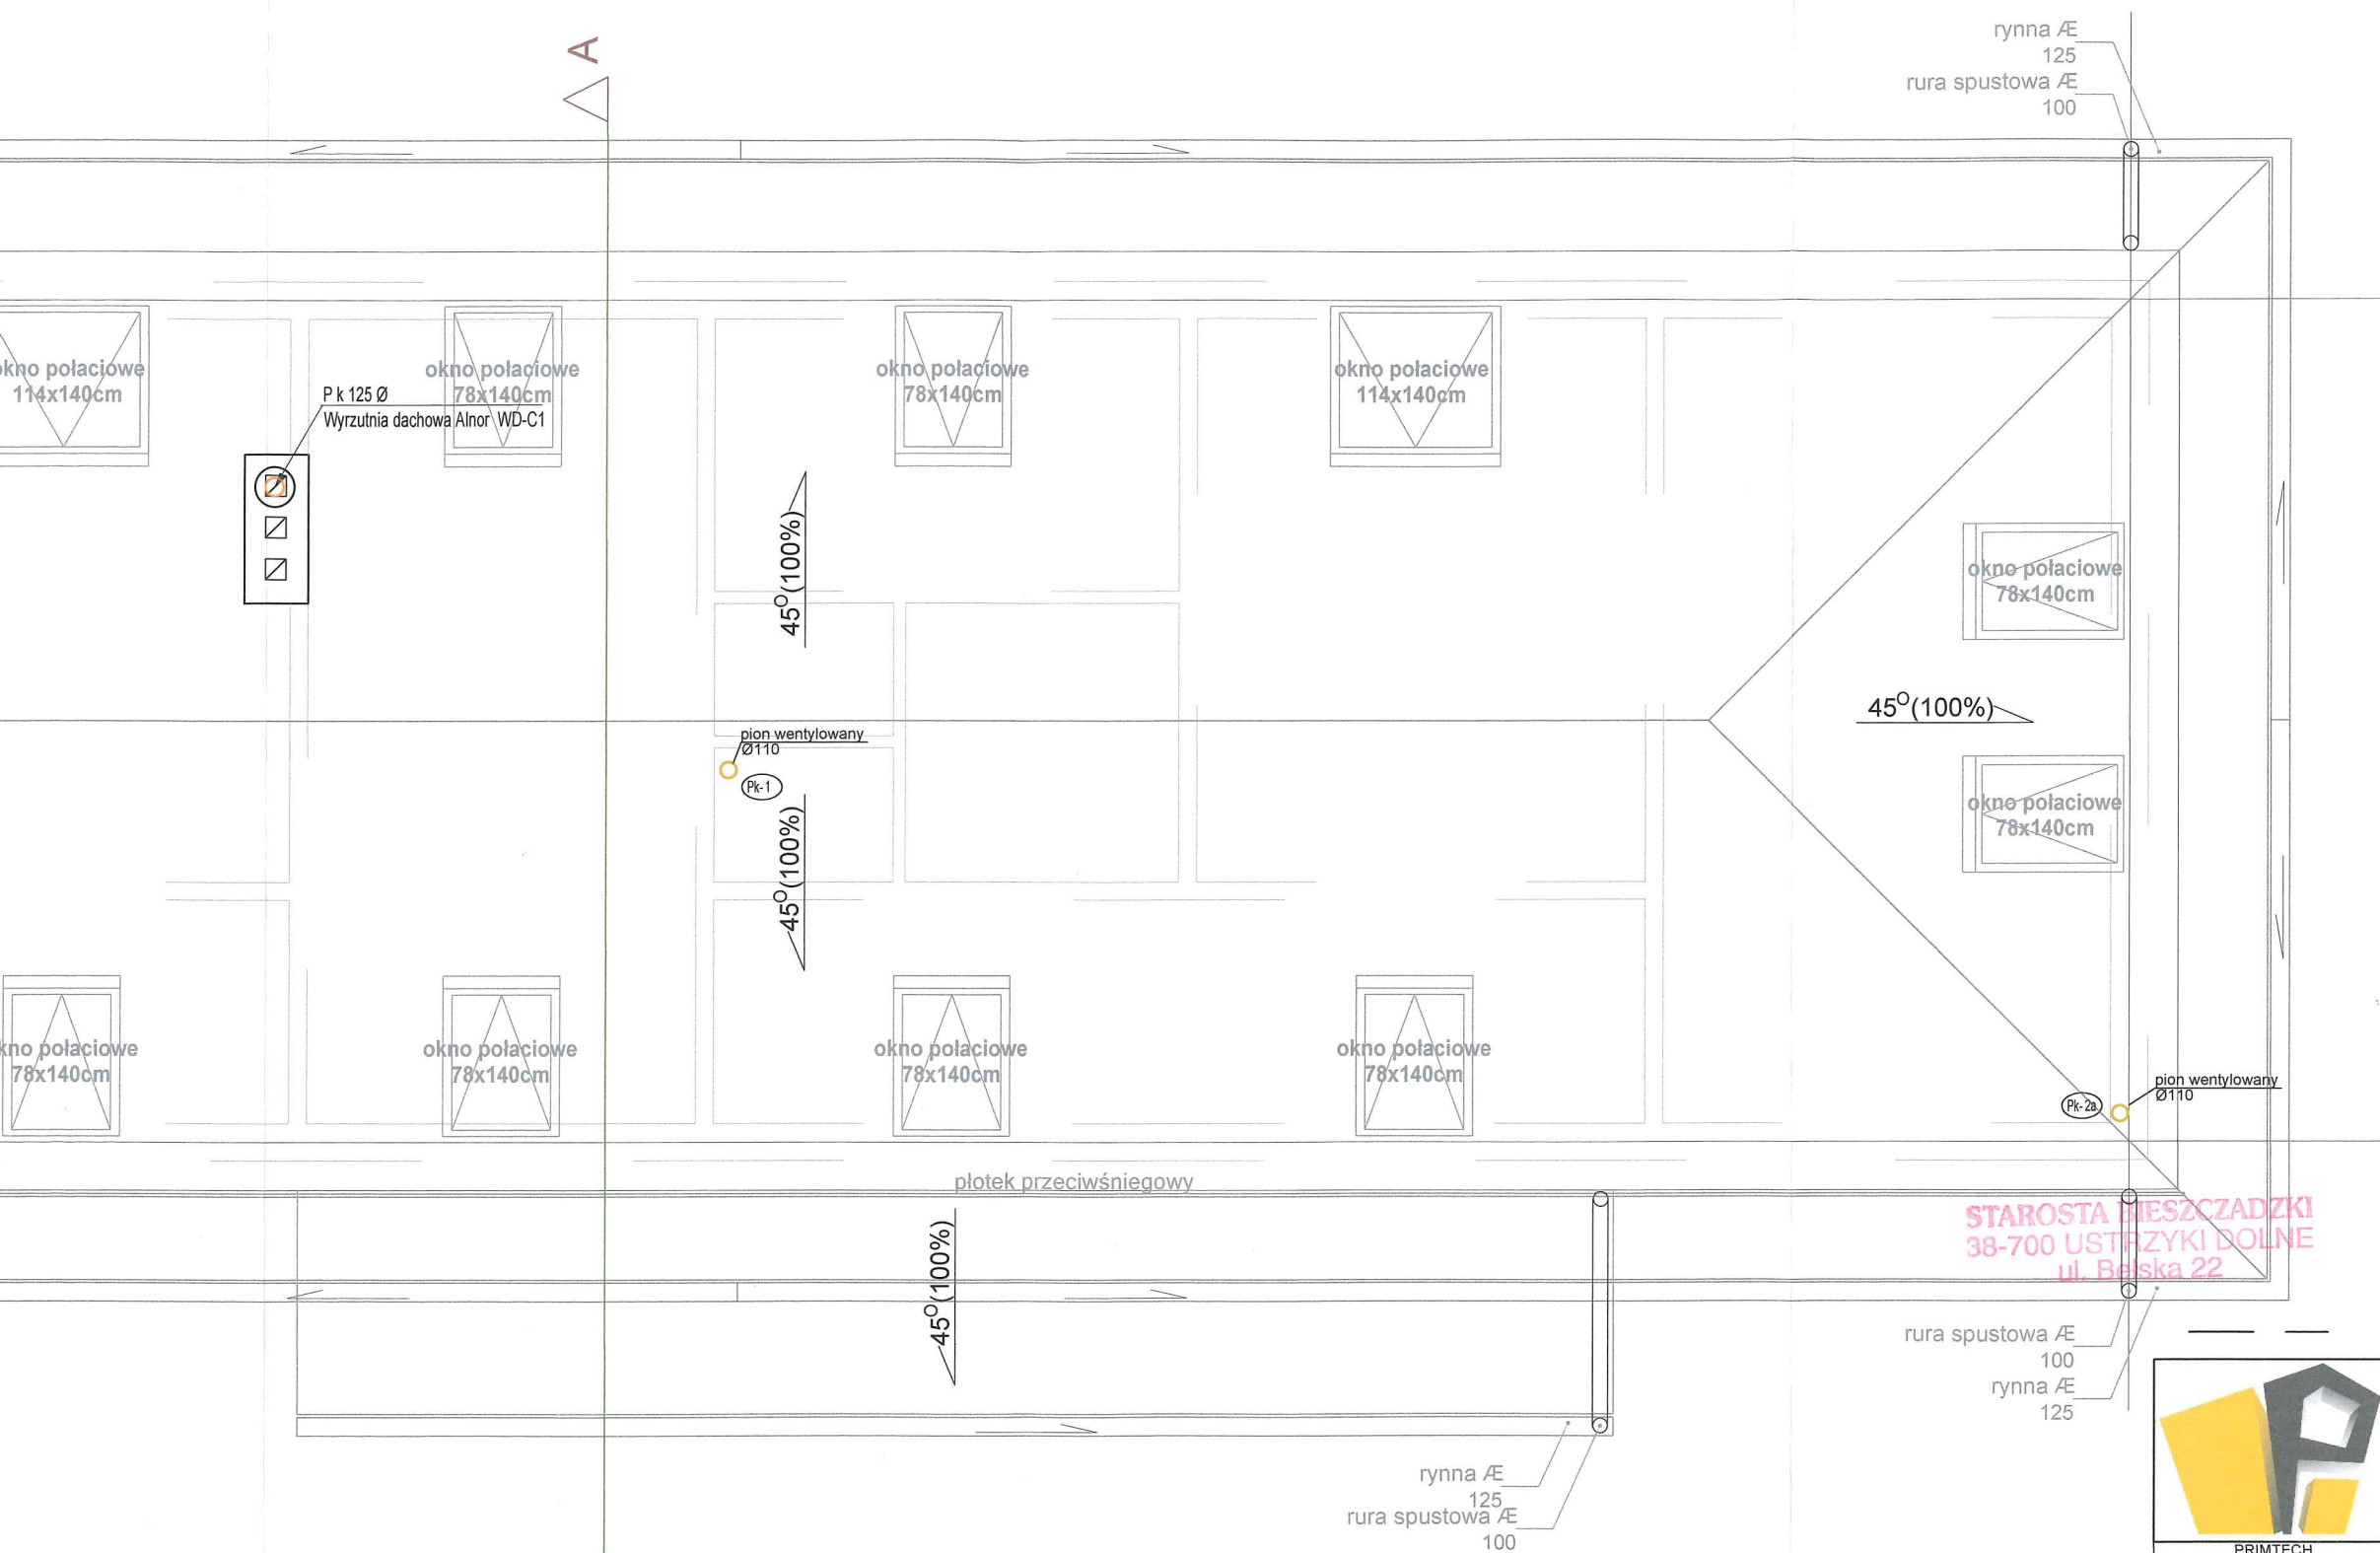 A
rynna Æ
125
rura spustowa Æ
100
okno połaciowe
114x140cm
P k 125 Ø
Wyrzutnia dachowa Alnor WD-C1
okno połaciowe
78x140cm
okno połaciowe
78x140cm
okno połaciowe
114x140cm
45O(100%)
okno połaciowe
78x140cm
45O(100%)
pion wentylowany
Ø110
Pk-1
45O(100%)
okno połaciowe
78x140cm
okno połaciowe
78x140cm
okno połaciowe
78x140cm
okno połaciowe
78x140cm
okno połaciowe
78x140cm
pion wentylowany
Ø110
Pk-2a
płotek przeciwśniegowy
45O(100%)
STAROSTA BIESZCZADZKI
38-700 USTRZYKI DOLNE
ul. Bełska 22
rura spustowa Æ
100
rynna Æ
125
rynna Æ
125
rura spustowa Æ
100
PRIMTECH